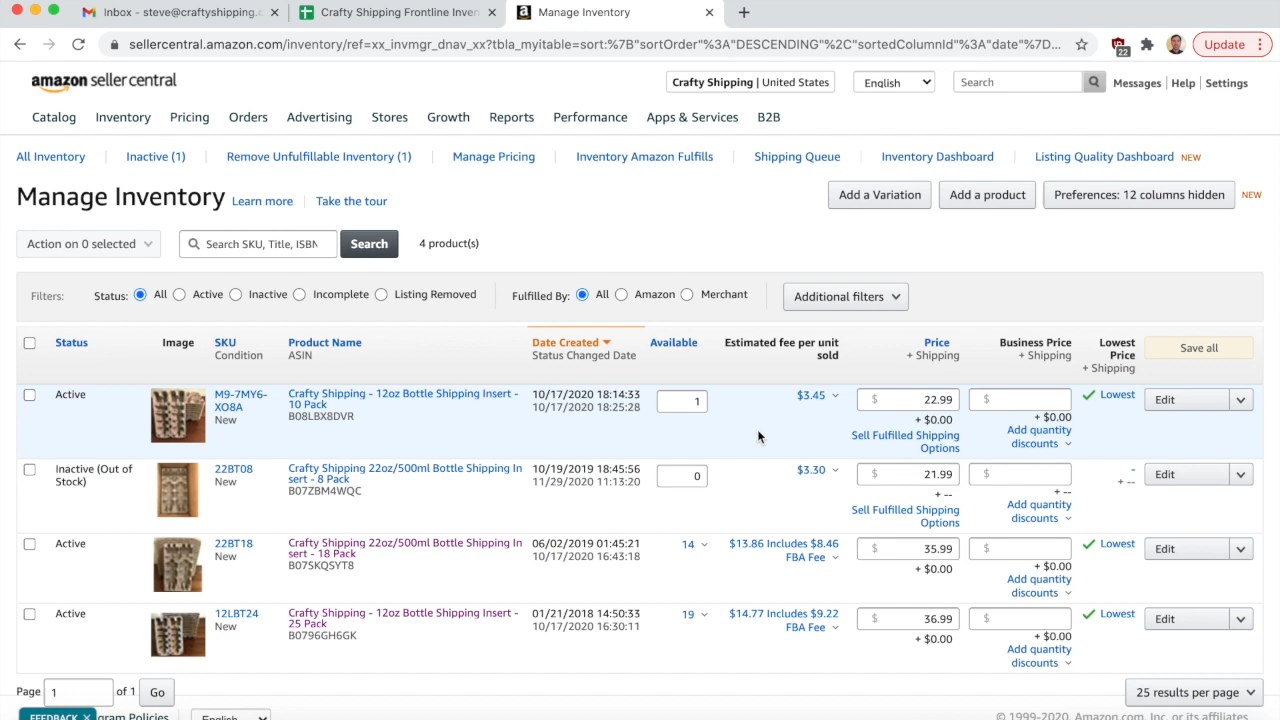 Inbox - steve@craftyshipping.c
Crafty Shipping Frontline Inven
a Manage Inventory
sellercentral.amazon.com/inventory/ref=xx_invmgr_dnav_xx?tbla_myitable=sort:%7B"sortOrder"%3A"DESCENDING"%2C"sortedColumnId"%3A"date"%7D...
22
Update
amazon seller central
Crafty Shipping | United States
English
Search
Messages | Help | Settings
Catalog Inventory Pricing Orders Advertising Stores Growth Reports Performance Apps & Services B2B
All Inventory | Inactive (1) | Remove Unfulfillable Inventory (1) | Manage Pricing | Inventory Amazon Fulfills | Shipping Queue | Inventory Dashboard | Listing Quality Dashboard NEW
Manage Inventory Learn more | Take the tour
Add a Variation Add a product Preferences: 12 columns hidden NEW
Action on 0 selected Search SKU, Title, ISBN Search 4 product(s)
Filters: Status: All Active Inactive Incomplete Listing Removed Fulfilled By: All Amazon Merchant Additional filters
Status
Image
SKU
Condition
Product Name
ASIN
Date Created
Status Changed Date
Available
Estimated fee per unit
sold
Price
+ Shipping
Business Price
+ Shipping
Lowest
Price
+ Shipping
Save all
Active
M9-7MY6-
XO8A
New
Crafty Shipping - 12oz Bottle Shipping Insert -
10 Pack
B08LBX8DVR
10/17/2020 18:14:33
10/17/2020 18:25:28
1
$3.45
$ 22.99
+ $0.00
Sell Fulfilled Shipping
Options
$
+ $0.00
Add quantity
discounts
Lowest
Edit
Inactive (Out of
Stock)
22BT08
New
Crafty Shipping 22oz/500ml Bottle Shipping In
sert - 8 Pack
B07ZBM4WQC
10/19/2019 18:45:56
11/29/2020 11:13:20
0
$3.30
$ 21.99
+ --
Sell Fulfilled Shipping
Options
$
+ --
Add quantity
discounts
-
+ --
Edit
Active
22BT18
New
Crafty Shipping 22oz/500ml Bottle Shipping In
sert - 18 Pack
B07SKQSYT8
06/02/2019 01:45:21
10/17/2020 16:43:18
14
$13.86 Includes $8.46
FBA Fee
$ 35.99
+ $0.00
$
+ $0.00
Add quantity
discounts
Lowest
Edit
Active
12LBT24
New
Crafty Shipping - 12oz Bottle Shipping Insert -
25 Pack
B0796GH6GK
01/21/2018 14:50:33
10/17/2020 16:30:11
19
$14.77 Includes $9.22
FBA Fee
$ 36.99
+ $0.00
$
+ $0.00
Add quantity
discounts
Lowest
Edit
Page 1 of 1 Go
25 results per page
FEEDBACK
gram Policies
English
© 1999-2020, Amazon.com, Inc. or its affiliates